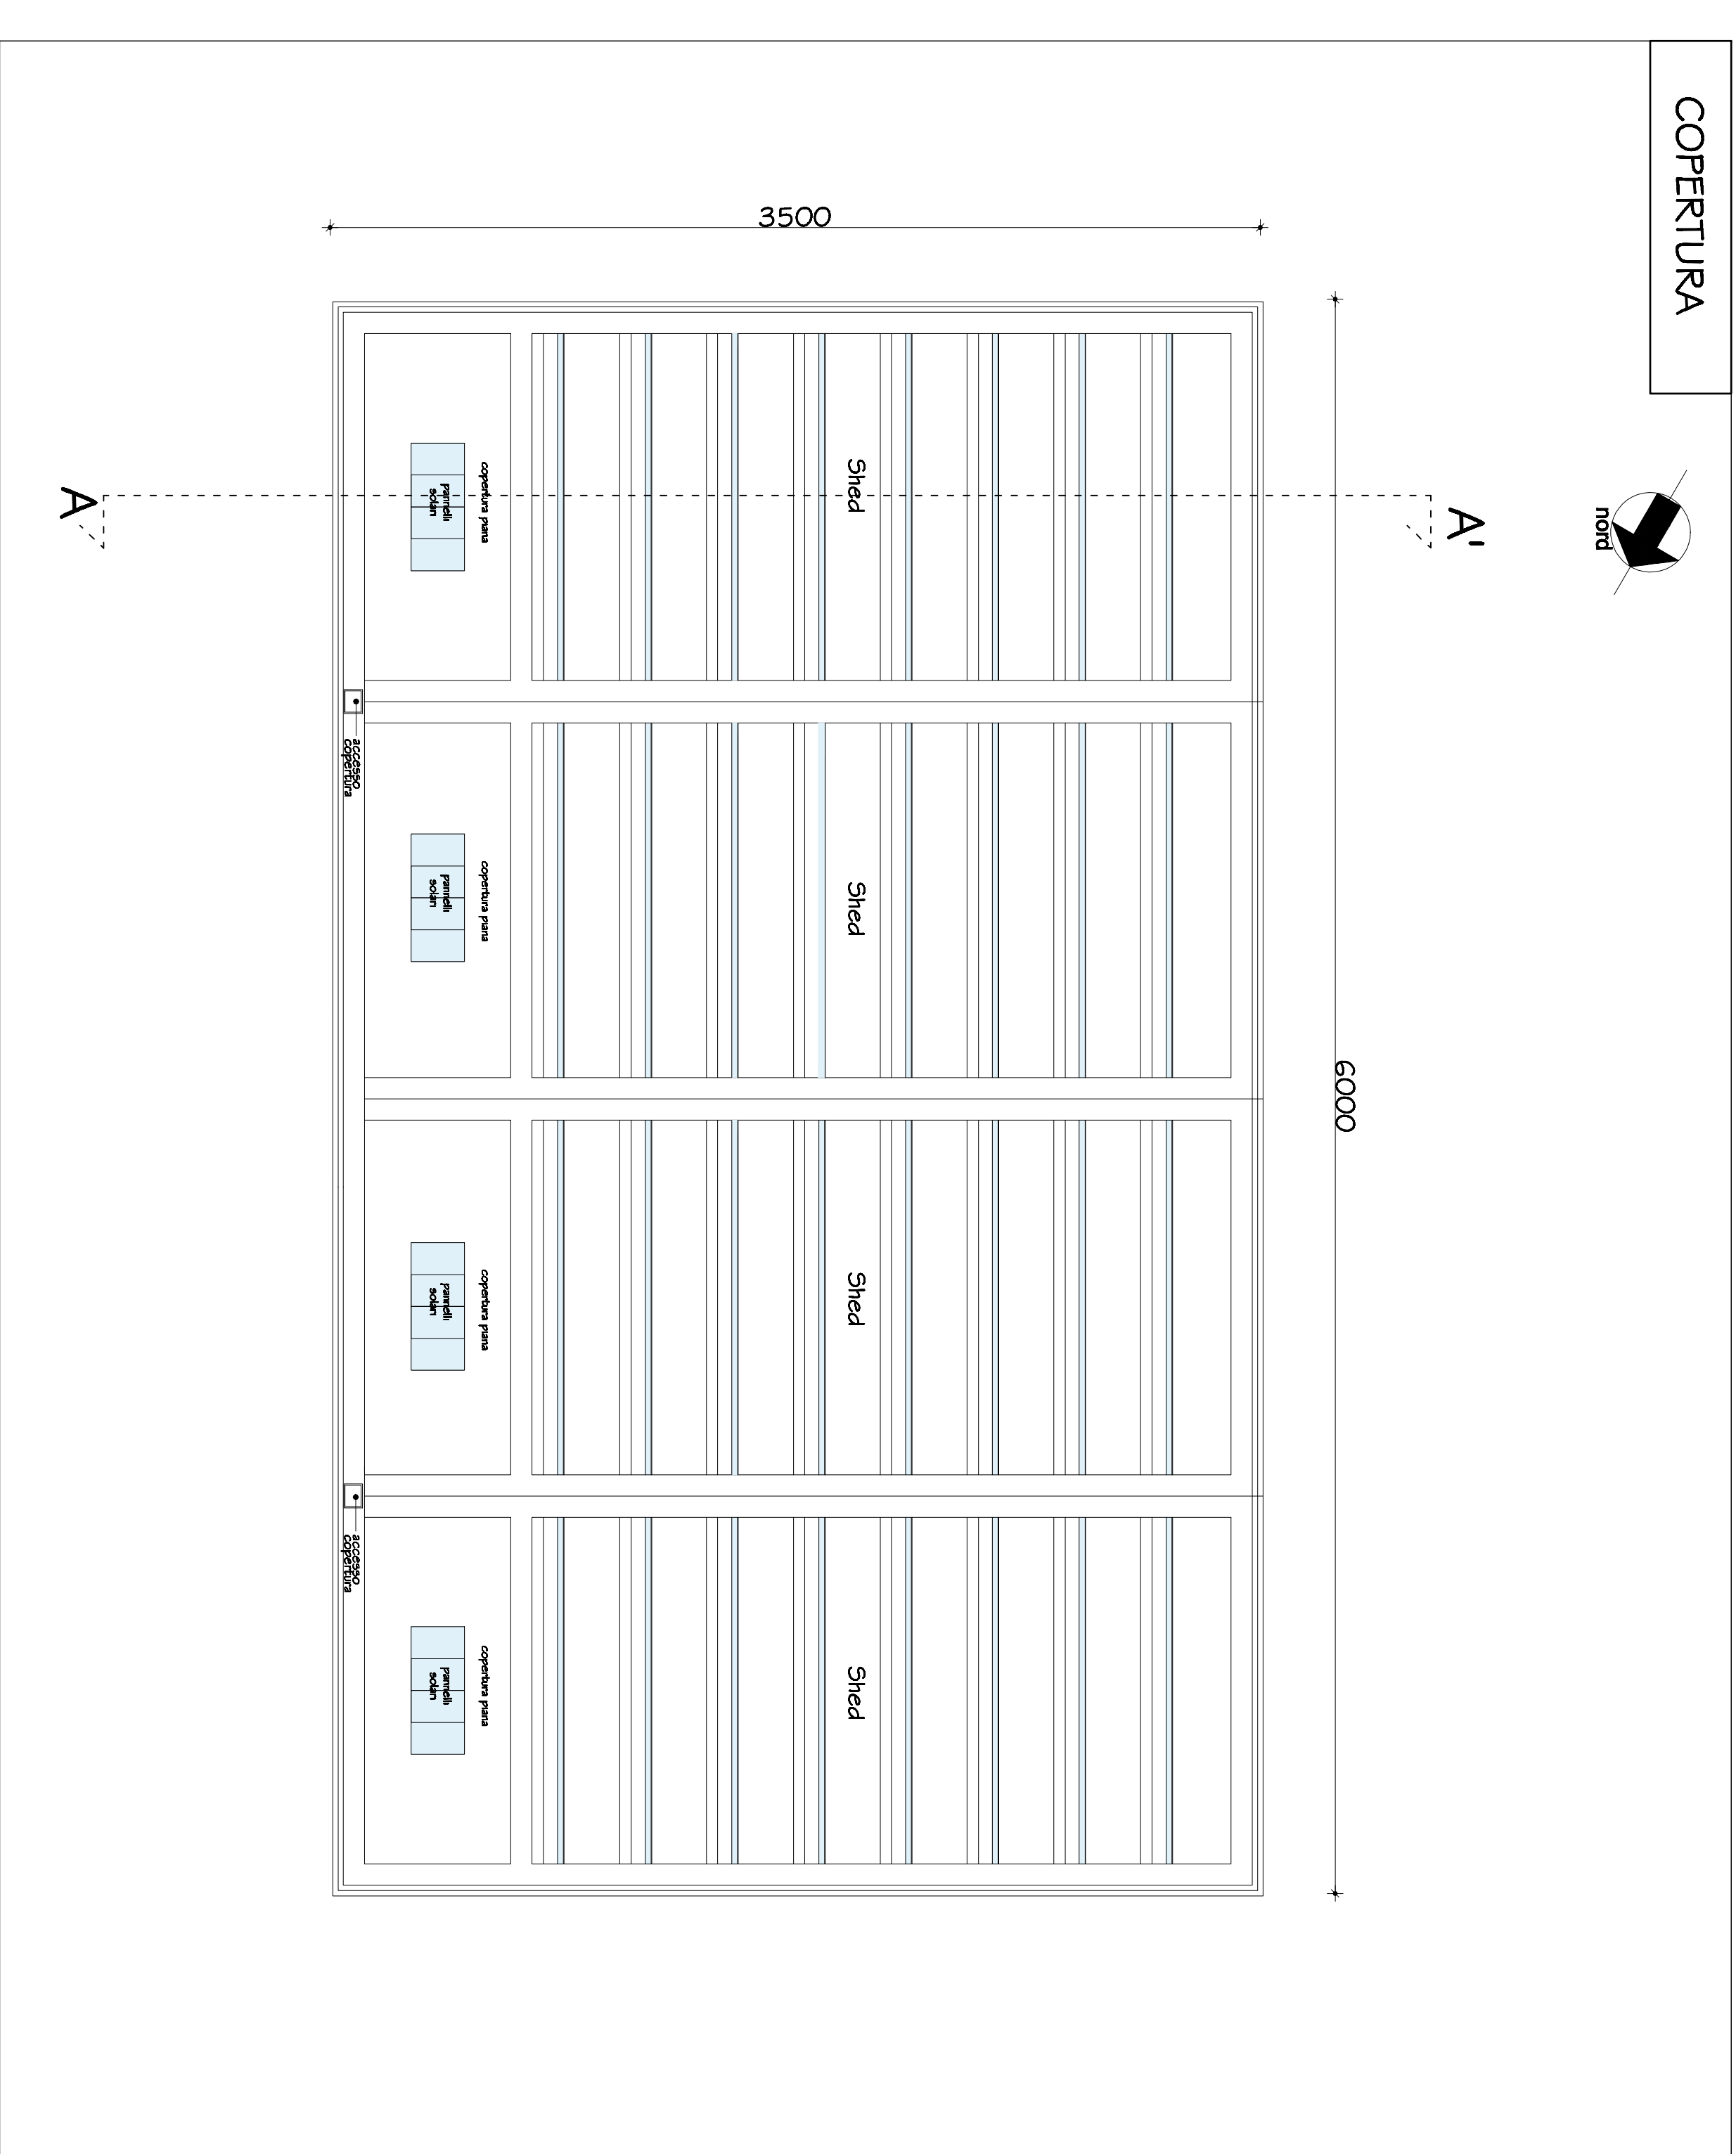 COPERTURA
nord
A'
6000
3500
Shed
Shed
Shed
Shed
copertura piana
copertura piana
copertura piana
copertura piana
pannelli
solari
pannelli
solari
pannelli
solari
pannelli
solari
accesso
copertura
accesso
copertura
A